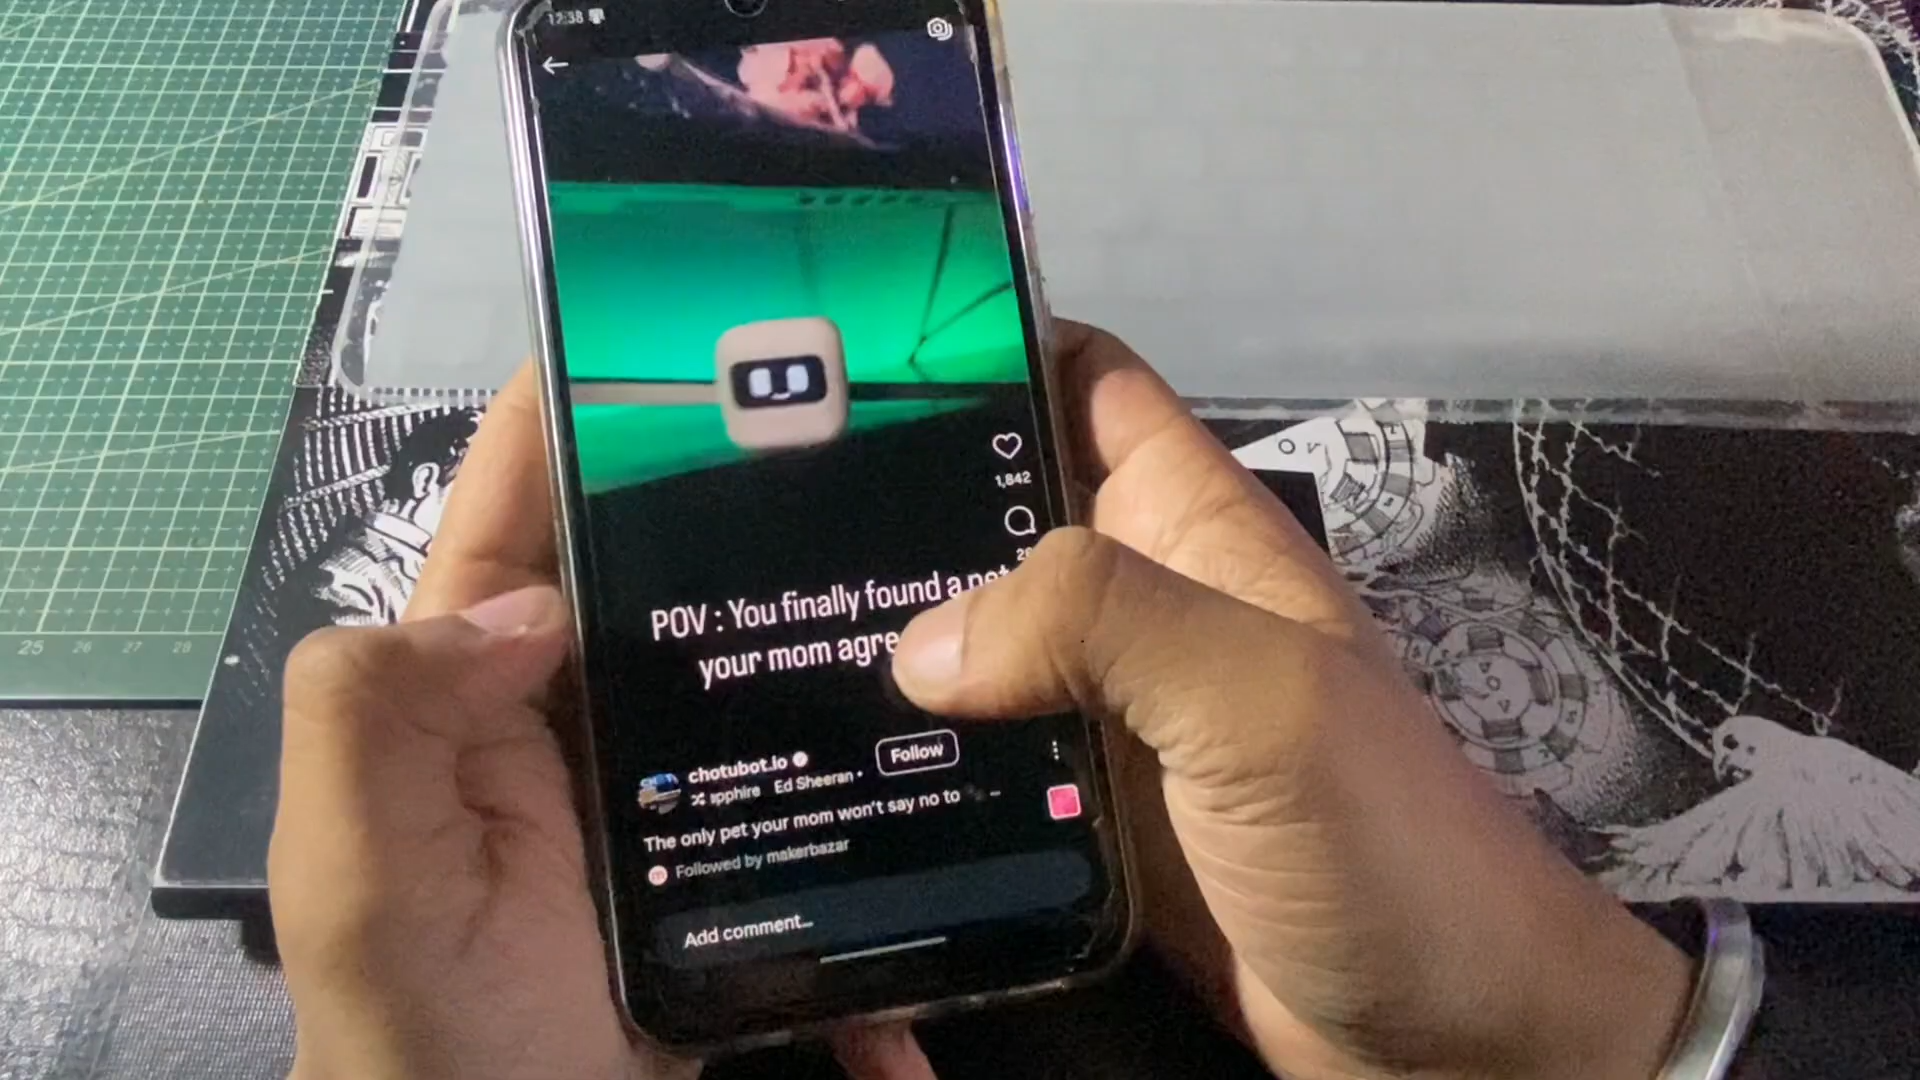 12:38
1,842
POV : You finally found a
your mom
chotubot.io
Follow
Ed Sheeran •
The only pet your mom won't say no to
Followed by makerbazar
Add comment...
25 26 27 28